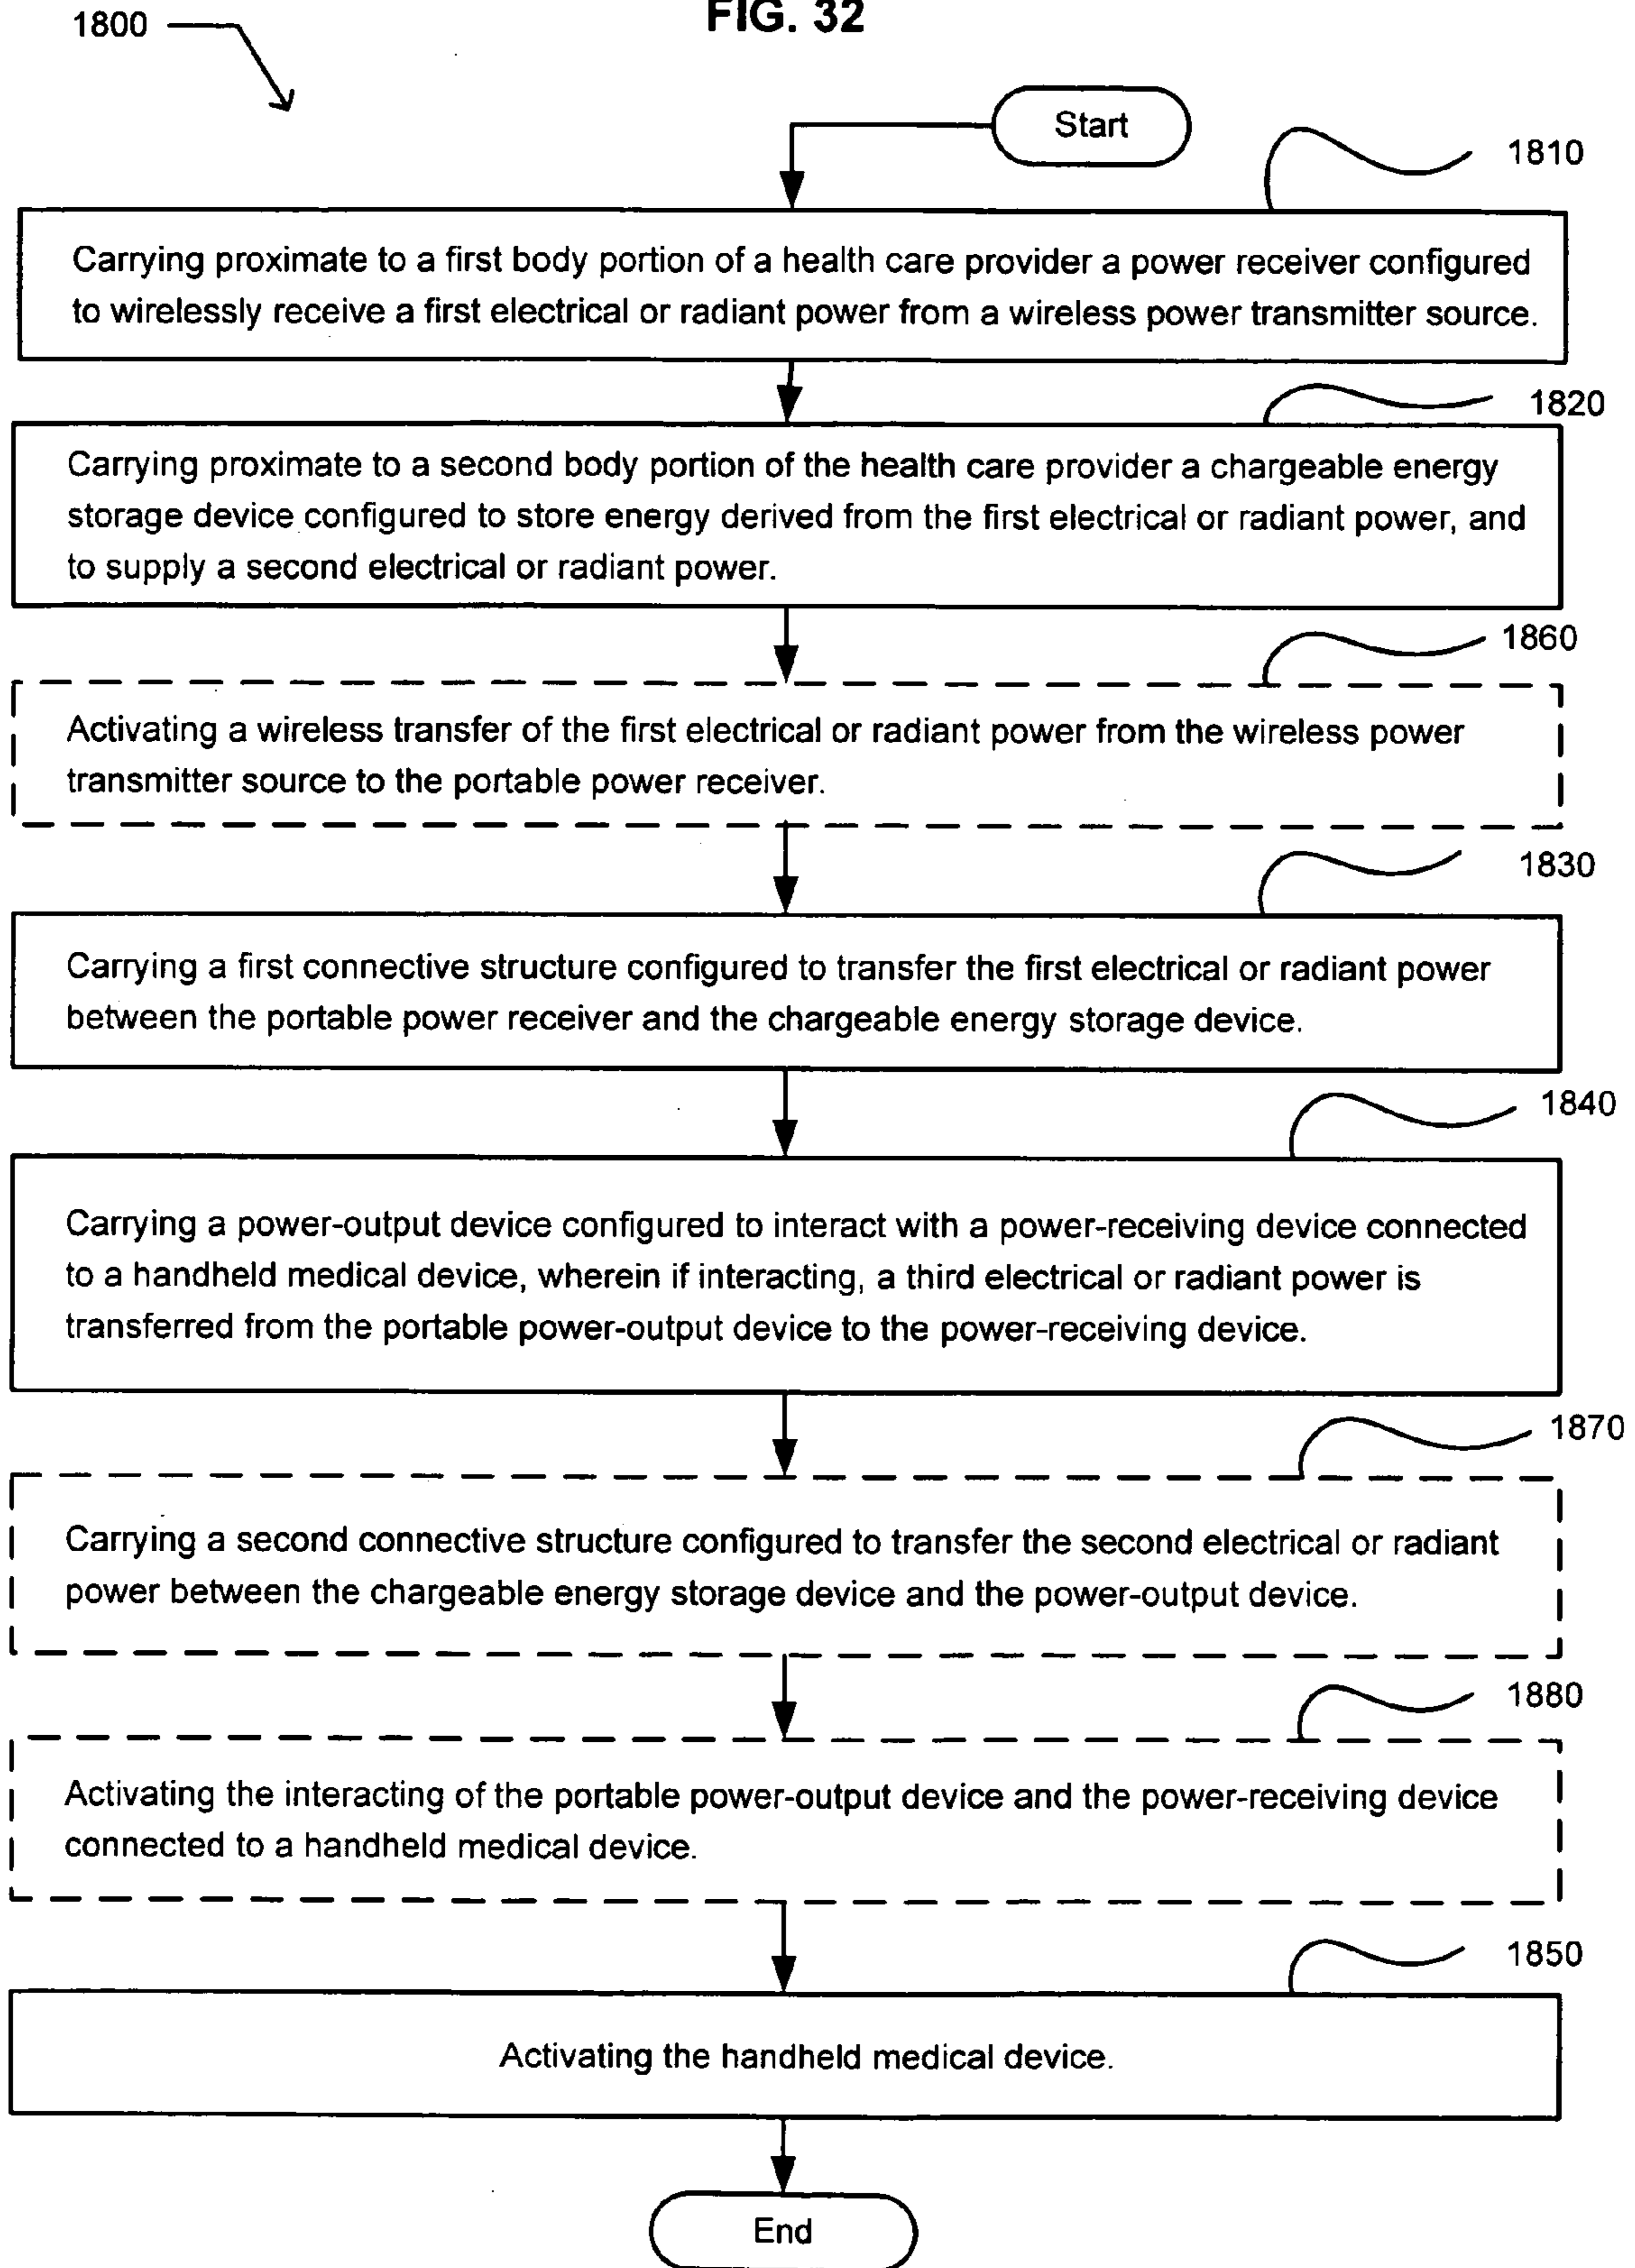 FIG. 32
1800
Start
1810
Carrying proximate to a first body portion of a health care provider a power receiver configured
to wirelessly receive a first electrical or radiant power from a wireless power transmitter source.
1820
Carrying proximate to a second body portion of the health care provider a chargeable energy
storage device configured to store energy derived from the first electrical or radiant power, and
to supply a second electrical or radiant power.
1860
Activating a wireless transfer of the first electrical or radiant power from the wireless power
transmitter source to the portable power receiver.
1830
Carrying a first connective structure configured to transfer the first electrical or radiant power
between the portable power receiver and the chargeable energy storage device.
1840
Carrying a power-output device configured to interact with a power-receiving device connected
to a handheld medical device, wherein if interacting, a third electrical or radiant power is
transferred from the portable power-output device to the power-receiving device.
1870
Carrying a second connective structure configured to transfer the second electrical or radiant
power between the chargeable energy storage device and the power-output device.
1880
Activating the interacting of the portable power-output device and the power-receiving device
connected to a handheld medical device.
1850
Activating the handheld medical device.
End